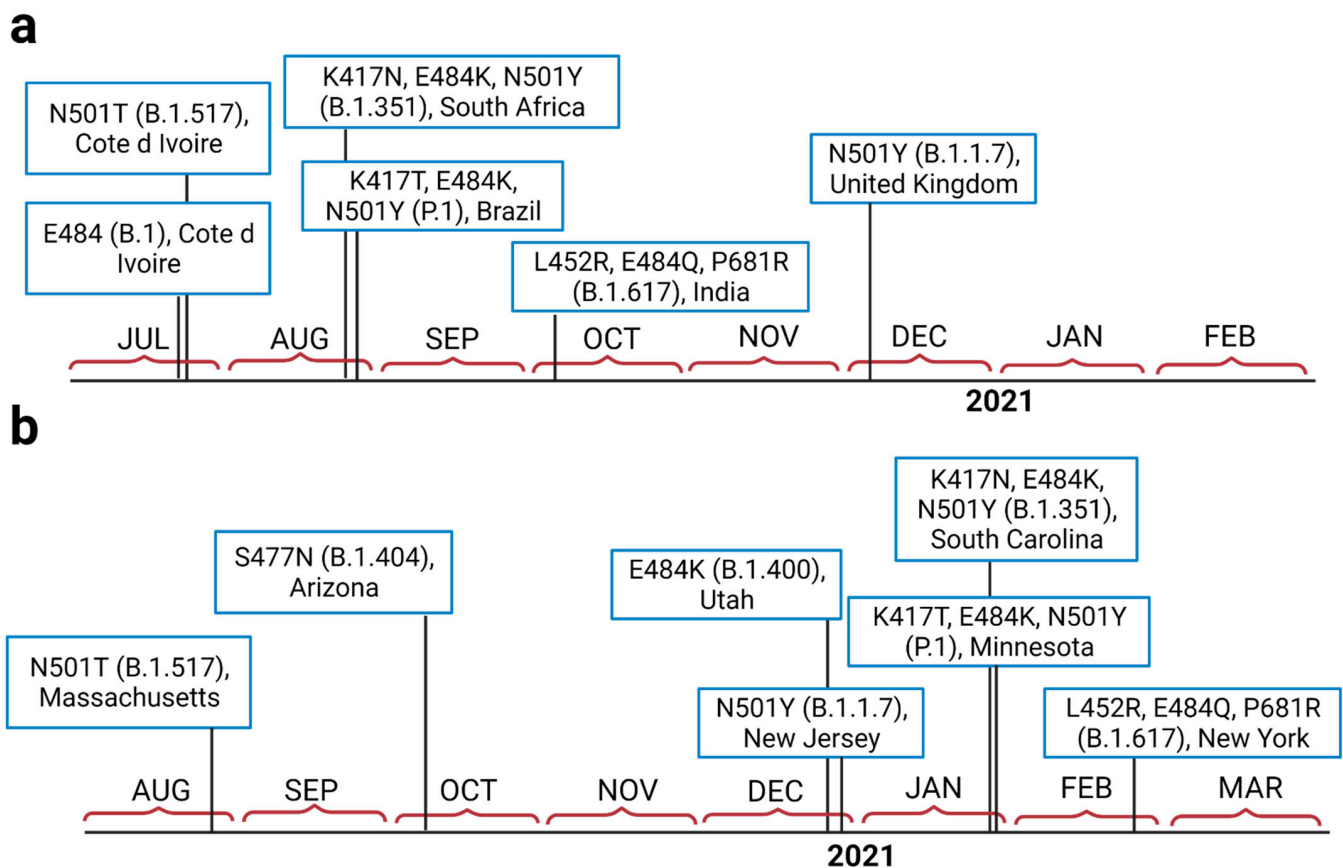 a
N501T (B.1.517),
Cote d Ivoire
E484 (B.1), Cote d
Ivoire
K417N, E484K, N501Y
(B.1.351), South Africa
K417T, E484K,
N501Y (P.1), Brazil
L452R, E484Q, P681R
(B.1.617), India
N501Y (B.1.1.7),
United Kingdom
JUL AUG SEP OCT NOV DEC JAN FEB
2021
b
N501T (B.1.517),
Massachusetts
S477N (B.1.404),
Arizona
E484K (B.1.400),
Utah
N501Y (B.1.1.7),
New Jersey
K417N, E484K,
N501Y (B.1.351),
South Carolina
K417T, E484K, N501Y
(P.1), Minnesota
L452R, E484Q, P681R
(B.1.617), New York
AUG SEP OCT NOV DEC JAN FEB MAR
2021